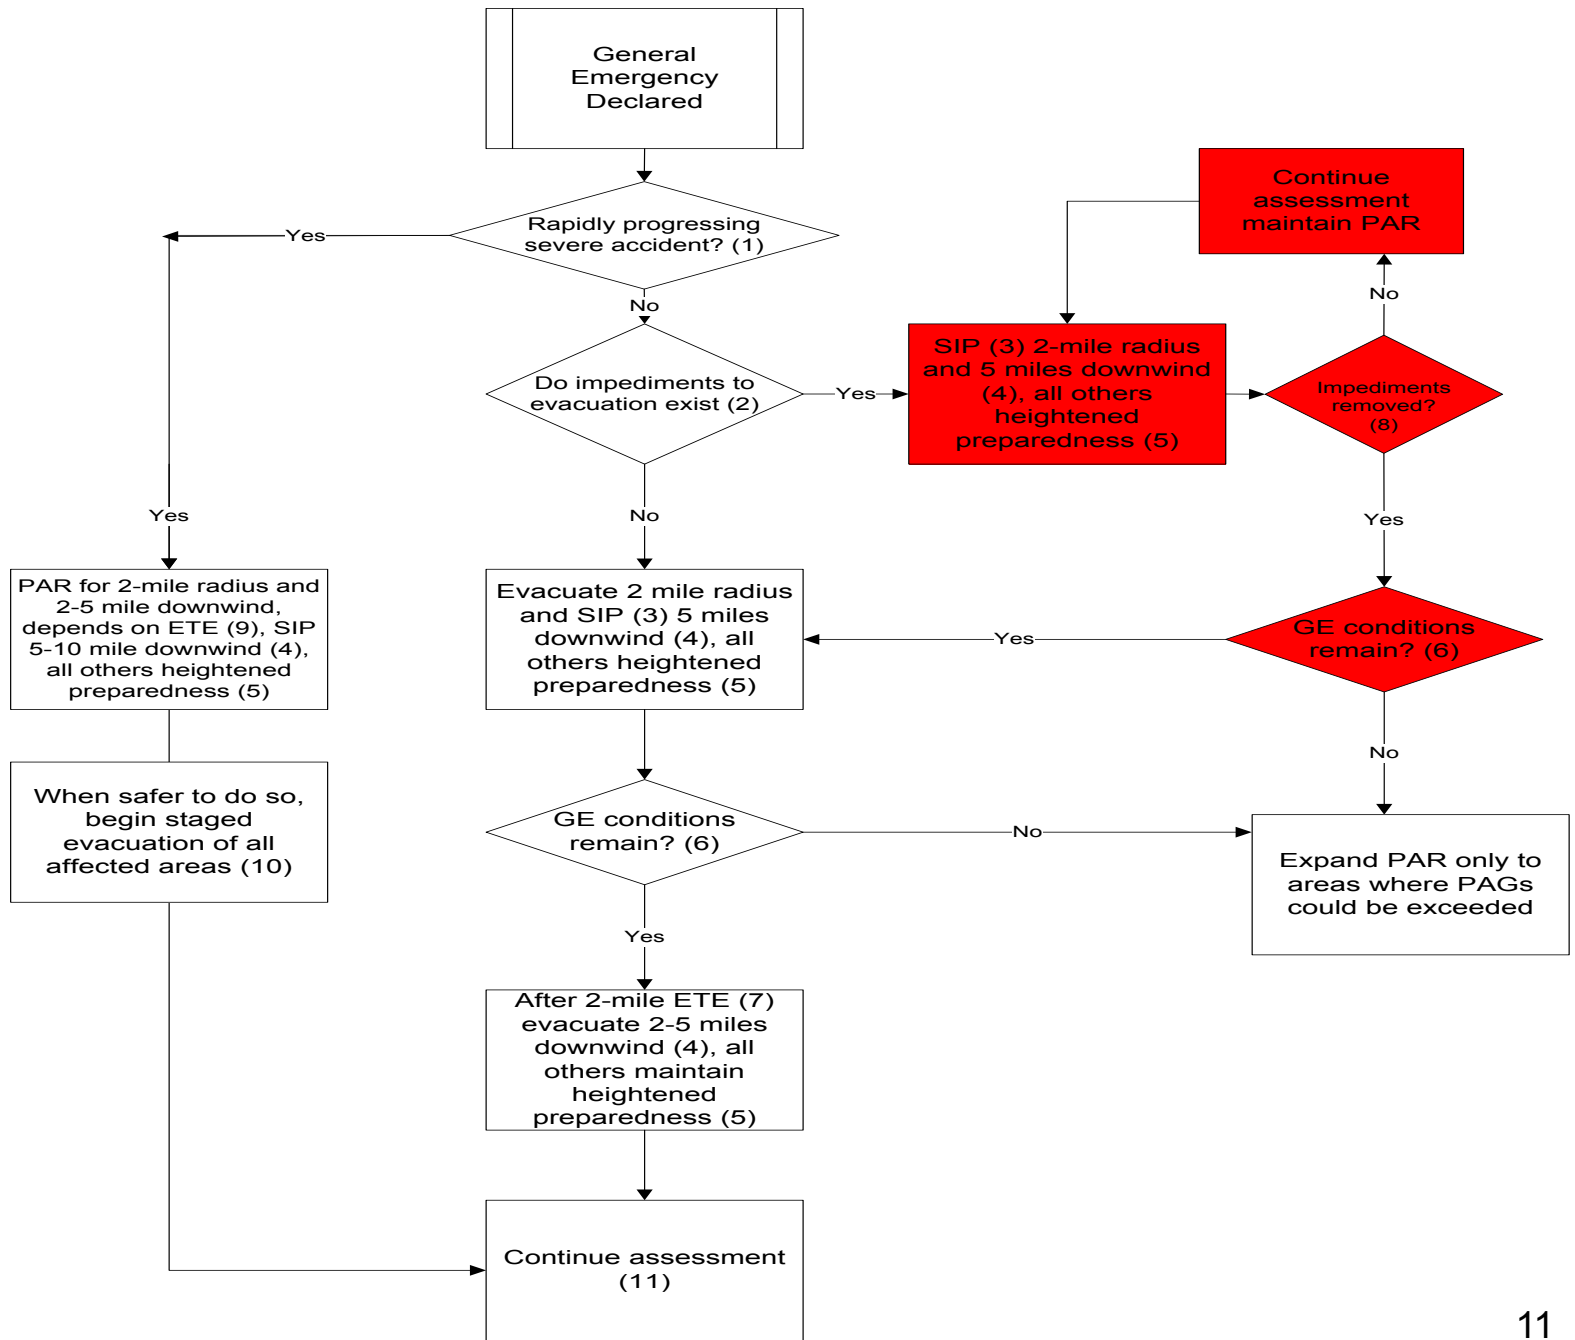 General
Emergency
Declared
Rapidly progressing
severe accident? (1)
Yes
No
Continue
assessment
maintain PAR
No
Do impediments to
evacuation exist (2)
Yes
SIP (3) 2-mile radius
and 5 miles downwind
(4), all others
heightened
preparedness (5)
Impediments
removed?
(8)
Yes
No
Yes
PAR for 2-mile radius and
2-5 mile downwind,
depends on ETE (9), SIP
5-10 mile downwind (4),
all others heightened
preparedness (5)
Evacuate 2 mile radius
and SIP (3) 5 miles
downwind (4), all
others heightened
preparedness (5)
Yes
GE conditions
remain? (6)
No
When safer to do so,
begin staged
evacuation of all
affected areas (10)
GE conditions
remain? (6)
No
Expand PAR only to
areas where PAGs
could be exceeded
Yes
After 2-mile ETE (7)
evacuate 2-5 miles
downwind (4), all
others maintain
heightened
preparedness (5)
Continue assessment
(11)
11